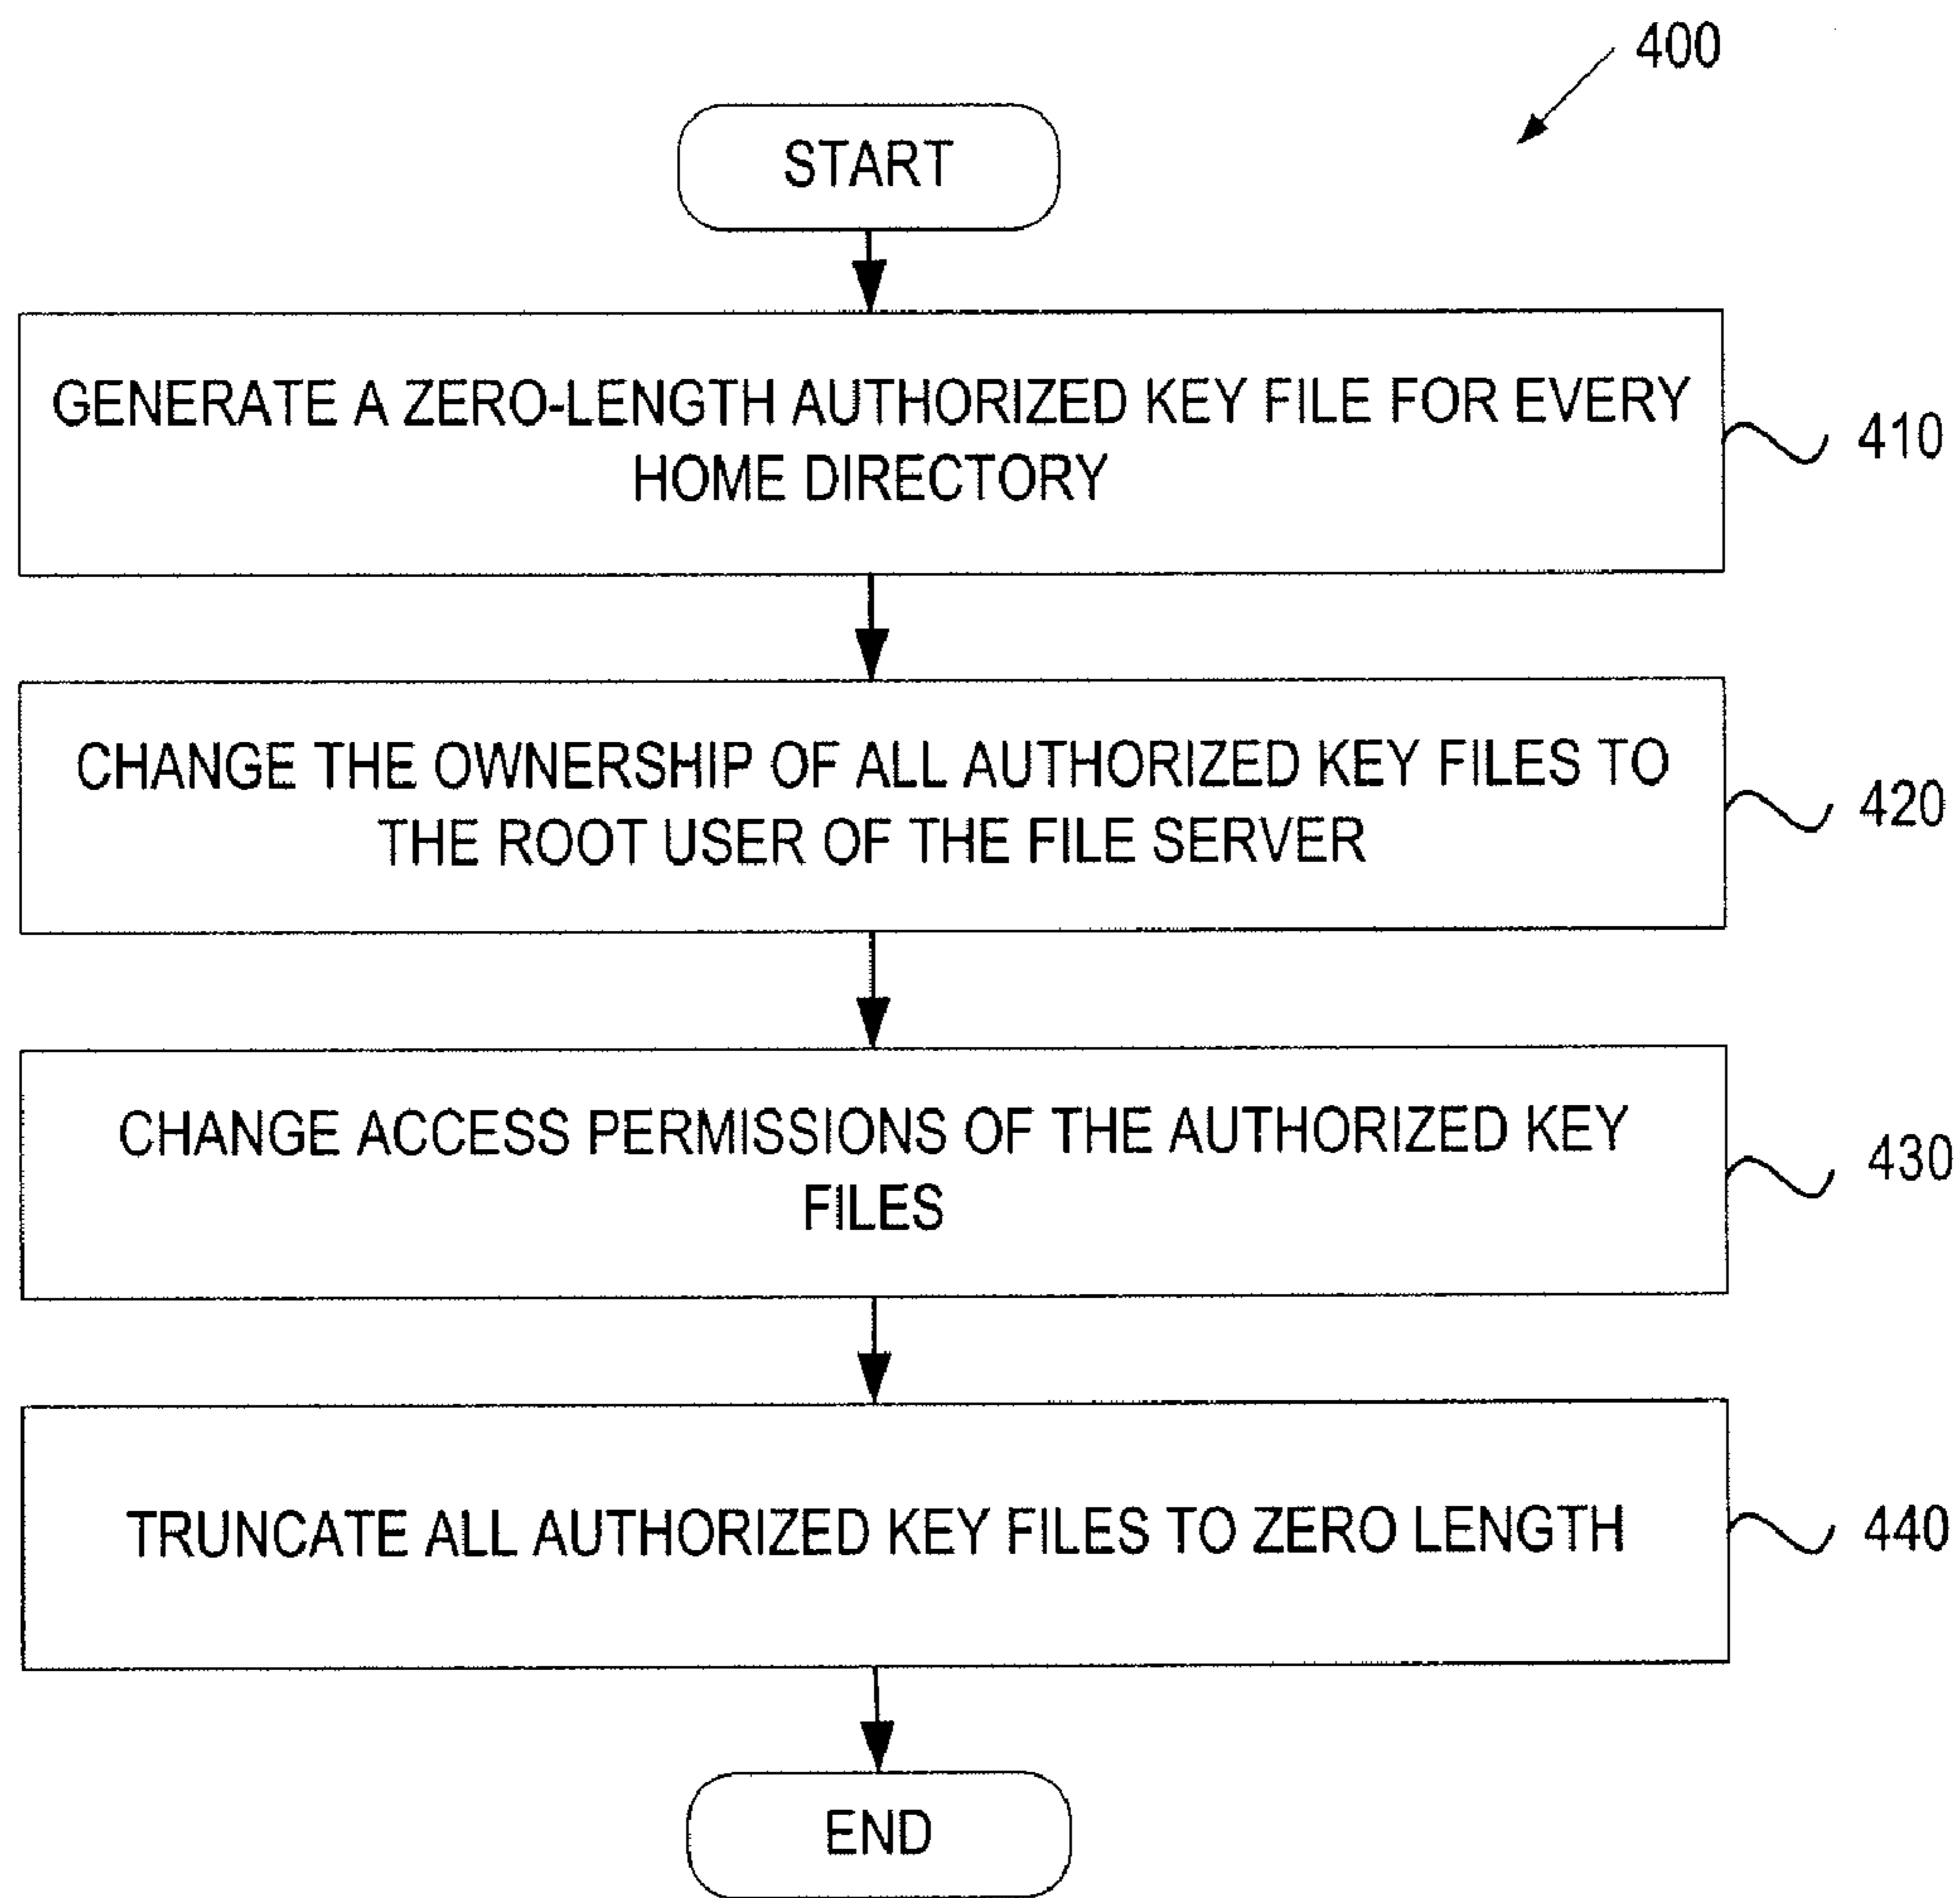 400
START
GENERATE A ZERO-LENGTH AUTHORIZED KEY FILE FOR EVERY
HOME DIRECTORY
410
CHANGE THE OWNERSHIP OF ALL AUTHORIZED KEY FILES TO
THE ROOT USER OF THE FILE SERVER
420
CHANGE ACCESS PERMISSIONS OF THE AUTHORIZED KEY
FILES
430
TRUNCATE ALL AUTHORIZED KEY FILES TO ZERO LENGTH
440
END